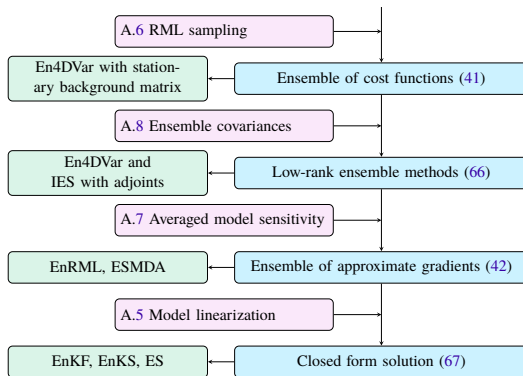 A.6 RML sampling
En4DVar with station-
ary background matrix
Ensemble of cost functions (41)
A.8 Ensemble covariances
En4DVar and
IES with adjoints
Low-rank ensemble methods (66)
A.7 Averaged model sensitivity
EnRML, ESMDA
Ensemble of approximate gradients (42)
A.5 Model linearization
EnKF, EnKS, ES
Closed form solution (67)